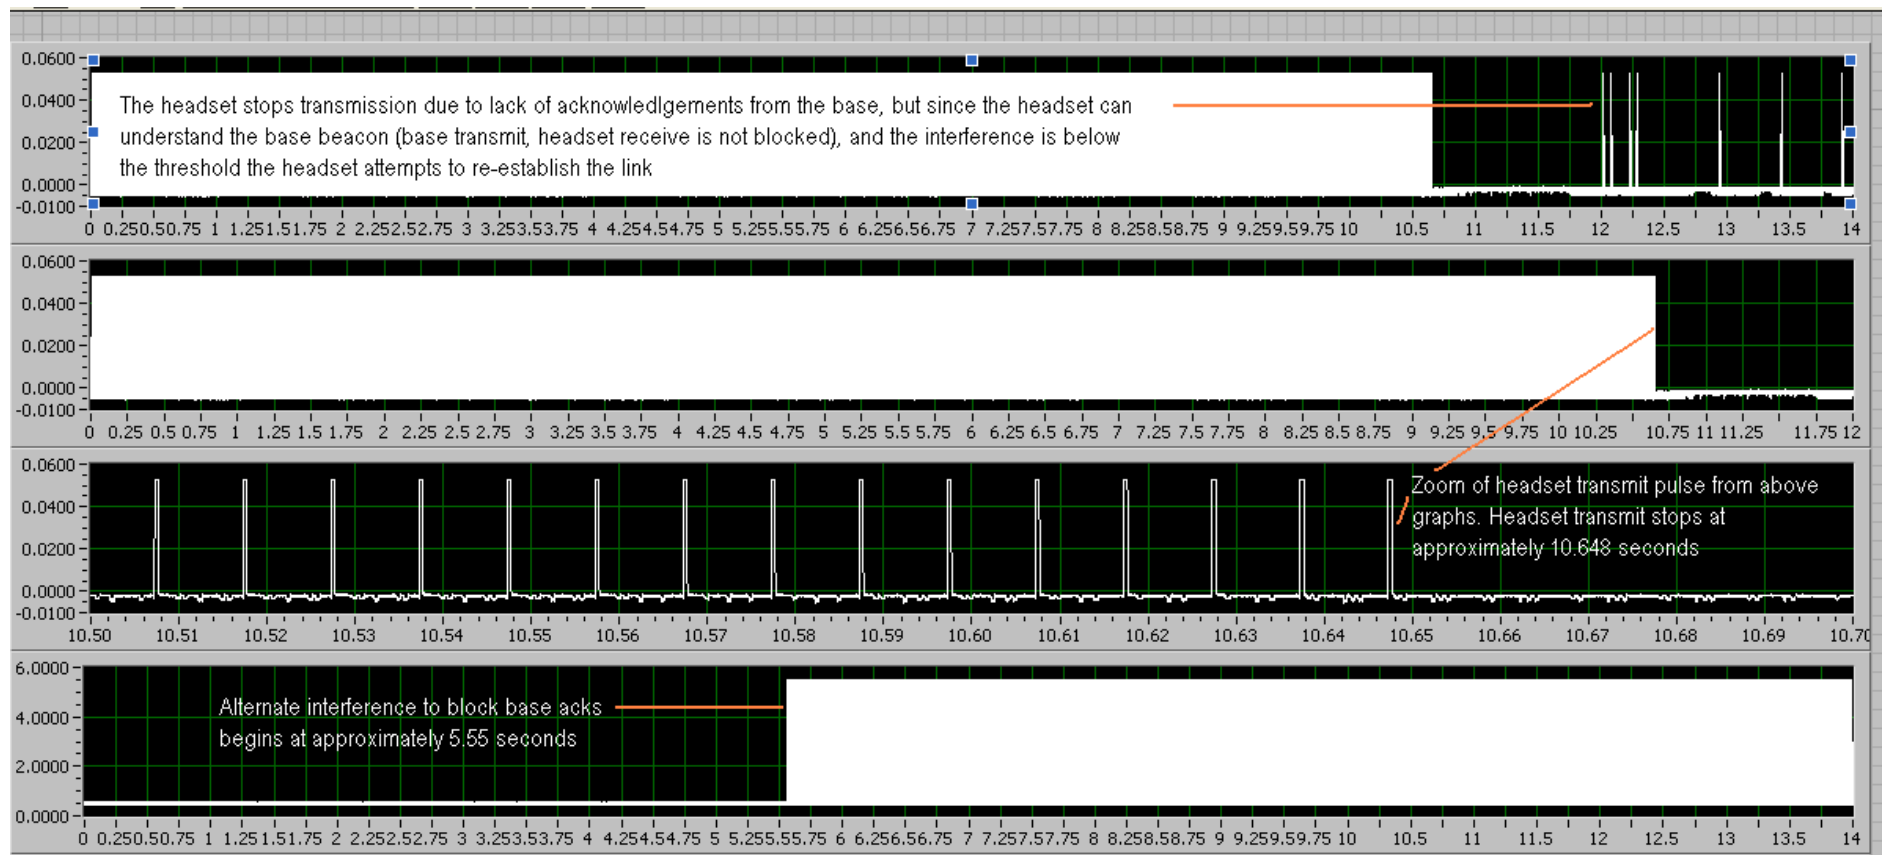 0.0600
The headset stops transmission due to lack of acknowledlgements from the base, but since the headset can
0.0400
understand the base beacon (base transmit, headset receive is not blocked), and the interference is below
0.0200
the threshold the headset attempts to re-establish the link
0.0000
-0.0100
0 0.250.50.75 1 1.251.51.75 2 2.252.52.75 3 3.253.53.75 4 4.254.54.75 5 5.255.55.75 6 6.256.56.75 7 7.257.57.75 8 8.258.58.75 9 9.259.59.75 10 10.5 11 11.5 12 12.5 13 13.5 14
0.0600
0.0400
0.0200
0.0000
-0.0100
0 0.25 0.5 0.75 1 1.25 1.5 1.75 2 2.25 2.5 2.75 3 3.25 3.5 3.75 4 4.25 4.5 4.75 5 5.25 5.5 5.75 6 6.25 6.5 6.75 7 7.25 7.5 7.75 8 8.25 8.5 8.75 9 9.25 9.5 9.75 10 10.25 10.75 11 11.25 11.75 12
0.0600
Zoom of headset transmit pulse from above
0.0400
graphs. Headset transmit stops at
0.0200
approximately 10.648 seconds
0.0000
-0.0100
10.50 10.51 10.52 10.53 10.54 10.55 10.56 10.57 10.58 10.59 10.60 10.61 10.62 10.63 10.64 10.65 10.66 10.67 10.68 10.69 10.70
6.0000
Alternate interference to block base acks
4.0000
begins at approximately 5.55 seconds
2.0000
0.0000
0 0.250.50.75 1 1.251.51.75 2 2.252.52.75 3 3.253.53.75 4 4.254.54.75 5 5.255.55.75 6 6.256.56.75 7 7.257.57.75 8 8.258.58.75 9 9.259.59.75 10 10.5 11 11.5 12 12.5 13 13.5 14